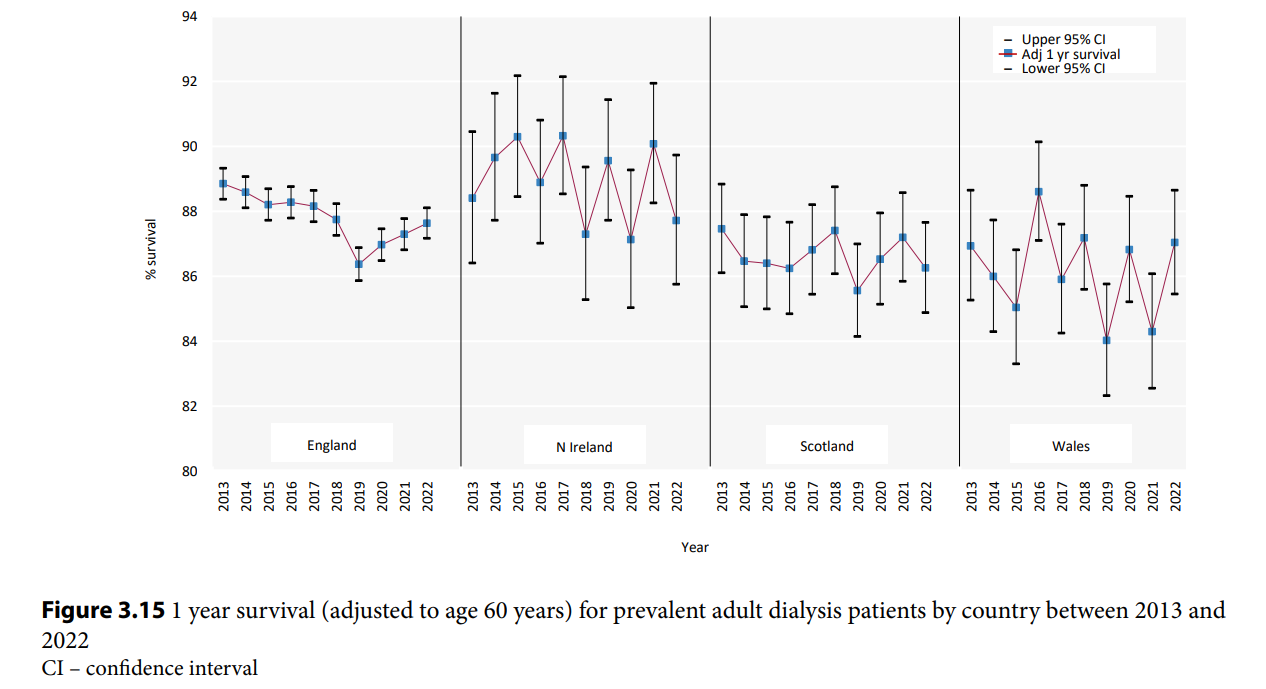 94
92
90
88
86
84
82
80
% survival
Upper 95% CI
Adj 1 yr survival
Lower 95% CI
England
N Ireland
Scotland
Wales
2013 2014 2015 2016 2017 2018 2019 2020 2021 2022
2013 2014 2015 2016 2017 2018 2019 2020 2021 2022
2013 2014 2015 2016 2017 2018 2019 2020 2021 2022
2013 2014 2015 2016 2017 2018 2019 2020 2021 2022
Year
Figure 3.15 1 year survival (adjusted to age 60 years) for prevalent adult dialysis patients by country between 2013 and
2022
CI – confidence interval